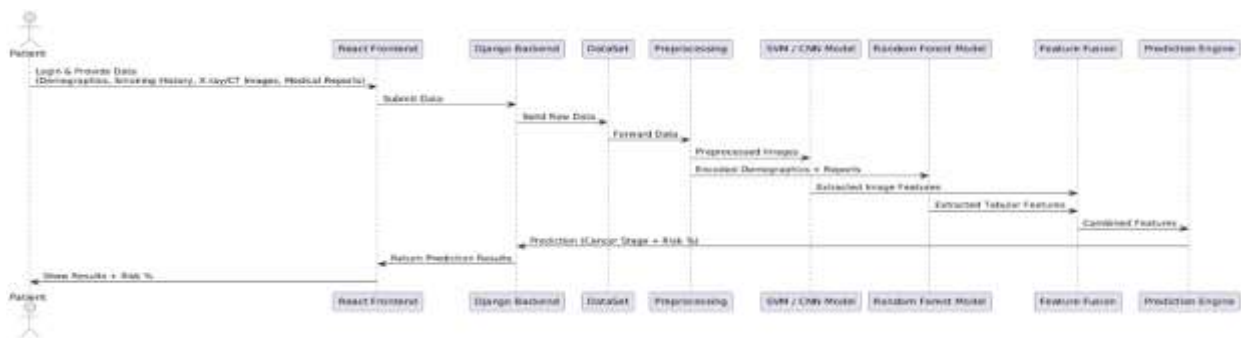 Patient
React Frontend
Django Backend
DataSet
Preprocessing
SVM / CNN Model
Random Forest Model
Feature Fusion
Prediction Engine
Login & Provide Data
(Demographics, Smoking History, X-ray/CT Images, Medical Reports)
Submit Data
Send Raw Data
Forward Data
Preprocessed Images
Encoded Demographics + Reports
Extracted Image Features
Extracted Tabular Features
Combined Features
Prediction (Cancer Stage + Risk %)
Return Prediction Results
Show Results + Risk %
Patient
React Frontend
Django Backend
DataSet
Preprocessing
SVM / CNN Model
Random Forest Model
Feature Fusion
Prediction Engine